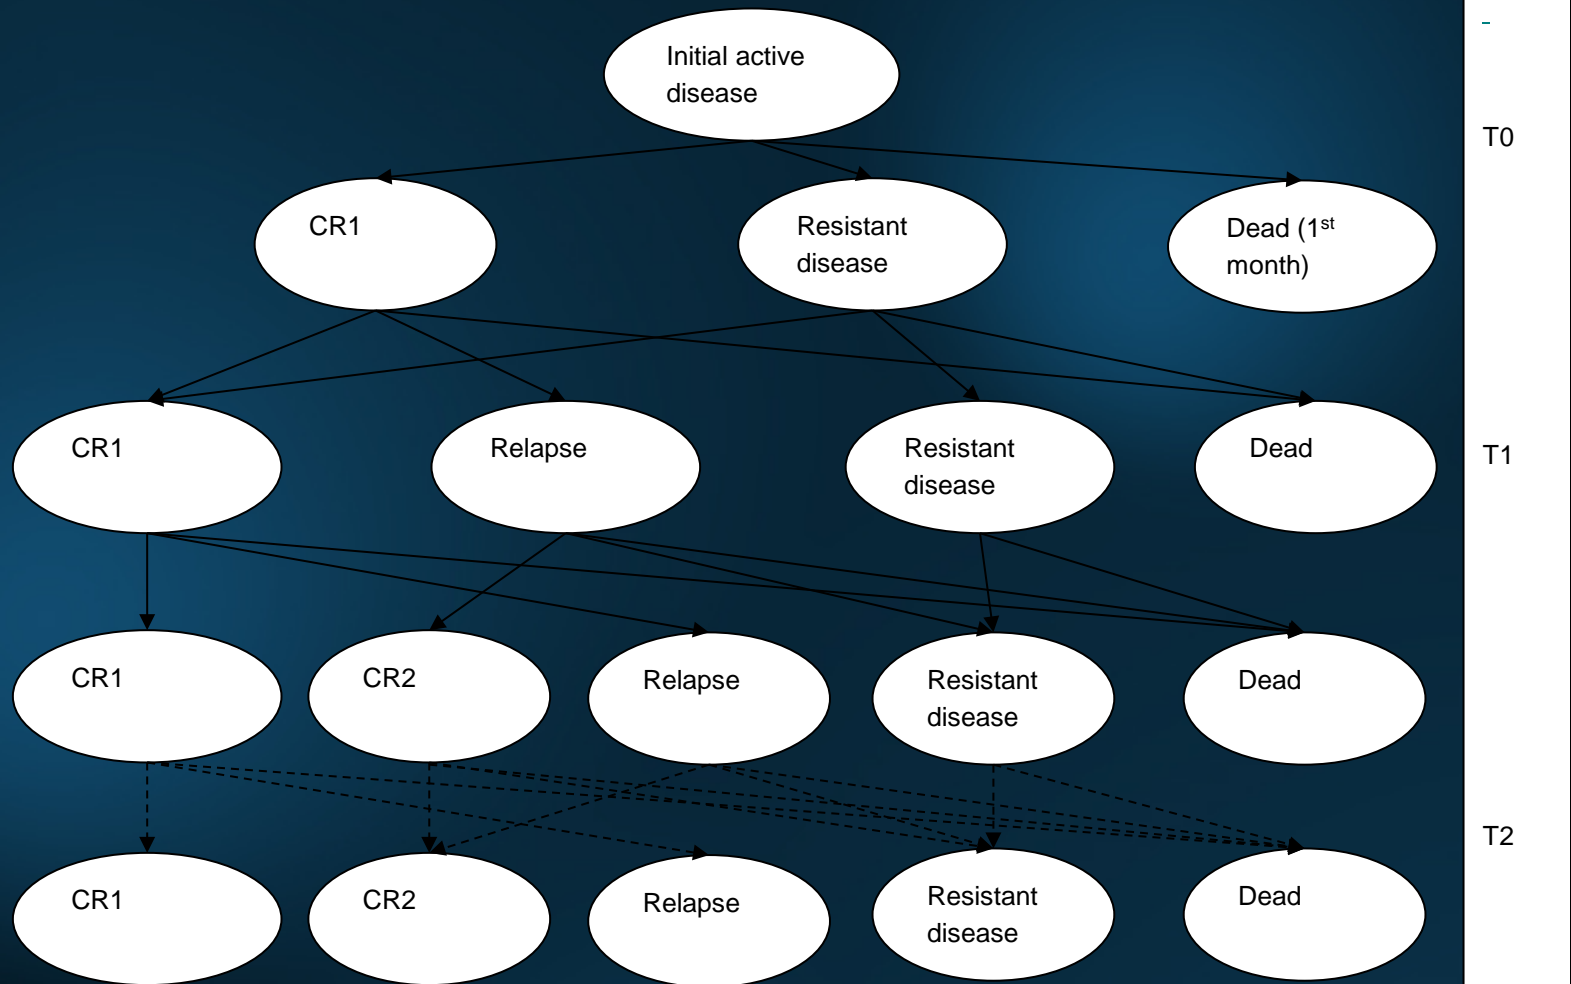 -
Initial active
disease
T0
CR1
Resistant
disease
Dead (1st
month)
CR1
Relapse
Resistant
disease
Dead
T1
CR1
CR2
Relapse
Resistant
disease
Dead
T2
CR1
CR2
Relapse
Resistant
disease
Dead